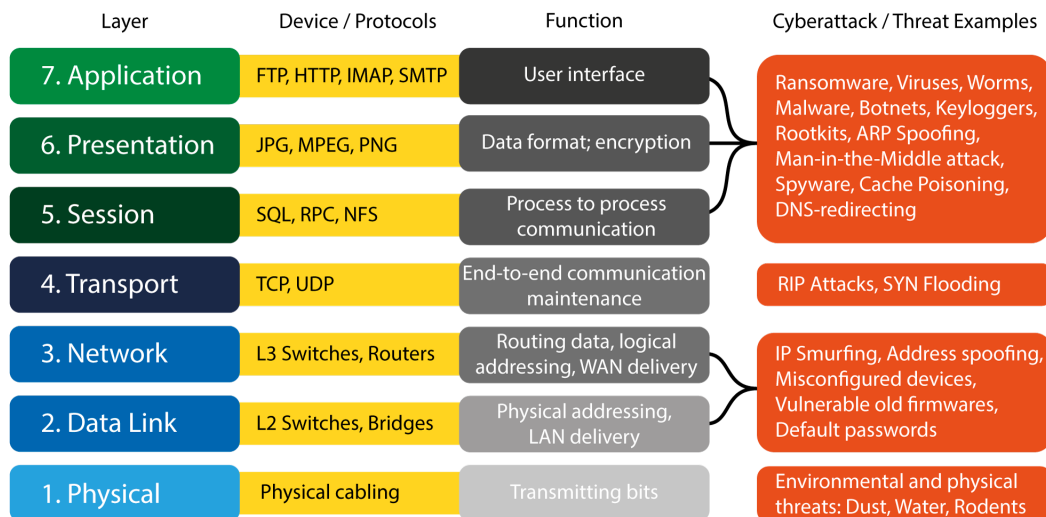 Layer
Device / Protocols
Function
Cyberattack / Threat Examples
7. Application
FTP, HTTP, IMAP, SMTP
User interface
Ransomware, Viruses, Worms,
Malware, Botnets, Keyloggers,
Rootkits, ARP Spoofing,
Man-in-the-Middle attack,
Spyware, Cache Poisoning,
DNS-redirecting
6. Presentation
JPG, MPEG, PNG
Data format; encryption
5. Session
SQL, RPC, NFS
Process to process
communication
4. Transport
TCP, UDP
End-to-end communication
maintenance
RIP Attacks, SYN Flooding
3. Network
L3 Switches, Routers
Routing data, logical
addressing, WAN delivery
IP Smurfing, Address spoofing,
Misconfigured devices,
Vulnerable old firmwares,
Default passwords
2. Data Link
L2 Switches, Bridges
Physical addressing,
LAN delivery
1. Physical
Physical cabling
Transmitting bits
Environmental and physical
threats: Dust, Water, Rodents